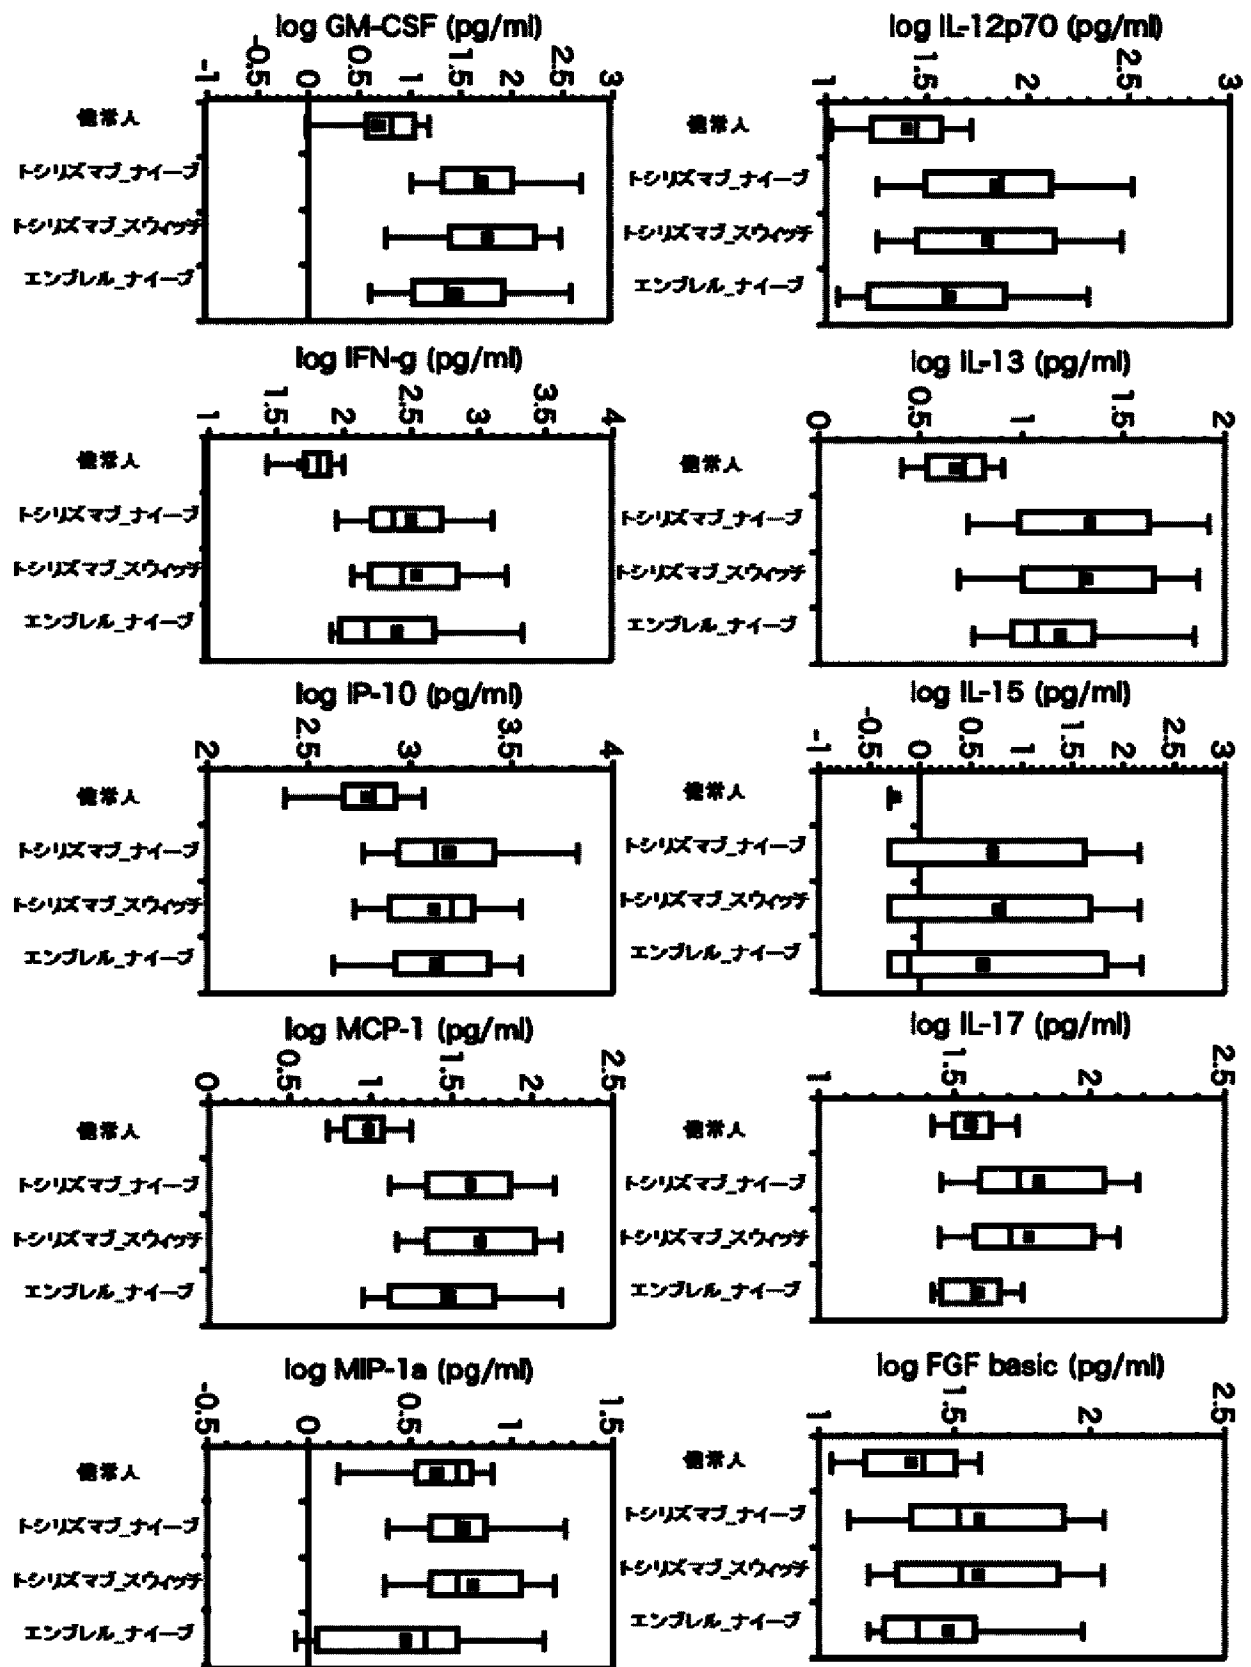 log GM-CSF (pg/ml)
-1
-0.5
0
0.5
1
1.5
2
2.5
3
健常人
トシリズマブ_ナイーブ
トシリズマブ_スウィッチ
エンブレル_ナイーブ
log IL-12p70 (pg/ml)
1
1.5
2
2.5
3
健常人
トシリズマブ_ナイーブ
トシリズマブ_スウィッチ
エンブレル_ナイーブ
log IFN-g (pg/ml)
1
1.5
2
2.5
3
3.5
4
健常人
トシリズマブ_ナイーブ
トシリズマブ_スウィッチ
エンブレル_ナイーブ
log IL-13 (pg/ml)
0
0.5
1
1.5
2
健常人
トシリズマブ_ナイーブ
トシリズマブ_スウィッチ
エンブレル_ナイーブ
log IP-10 (pg/ml)
2
2.5
3
3.5
4
健常人
トシリズマブ_ナイーブ
トシリズマブ_スウィッチ
エンブレル_ナイーブ
log IL-15 (pg/ml)
-1
-0.5
0
0.5
1
1.5
2
2.5
3
健常人
トシリズマブ_ナイーブ
トシリズマブ_スウィッチ
エンブレル_ナイーブ
log MCP-1 (pg/ml)
0
0.5
1
1.5
2
2.5
健常人
トシリズマブ_ナイーブ
トシリズマブ_スウィッチ
エンブレル_ナイーブ
log IL-17 (pg/ml)
1
1.5
2
2.5
健常人
トシリズマブ_ナイーブ
トシリズマブ_スウィッチ
エンブレル_ナイーブ
log MIP-1a (pg/ml)
-0.5
0
0.5
1
1.5
健常人
トシリズマブ_ナイーブ
トシリズマブ_スウィッチ
エンブレル_ナイーブ
log FGF basic (pg/ml)
1
1.5
2
2.5
健常人
トシリズマブ_ナイーブ
トシリズマブ_スウィッチ
エンブレル_ナイーブ